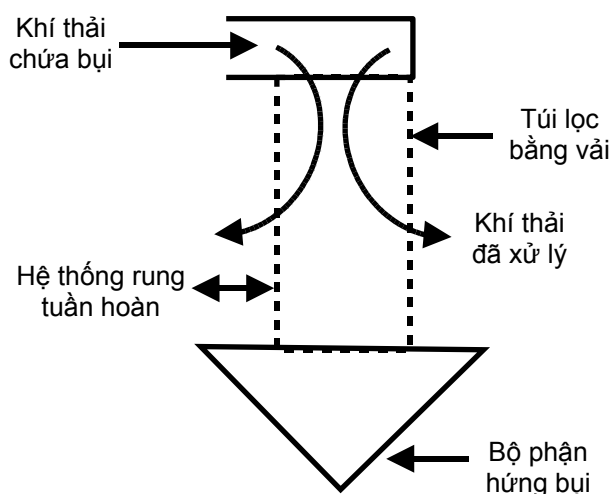 Khí thải
chứa bụi
Túi lọc
bằng vải
Khí thải
đã xử lý
Hệ thống rung
tuần hoàn
Bộ phận
hứng bụi